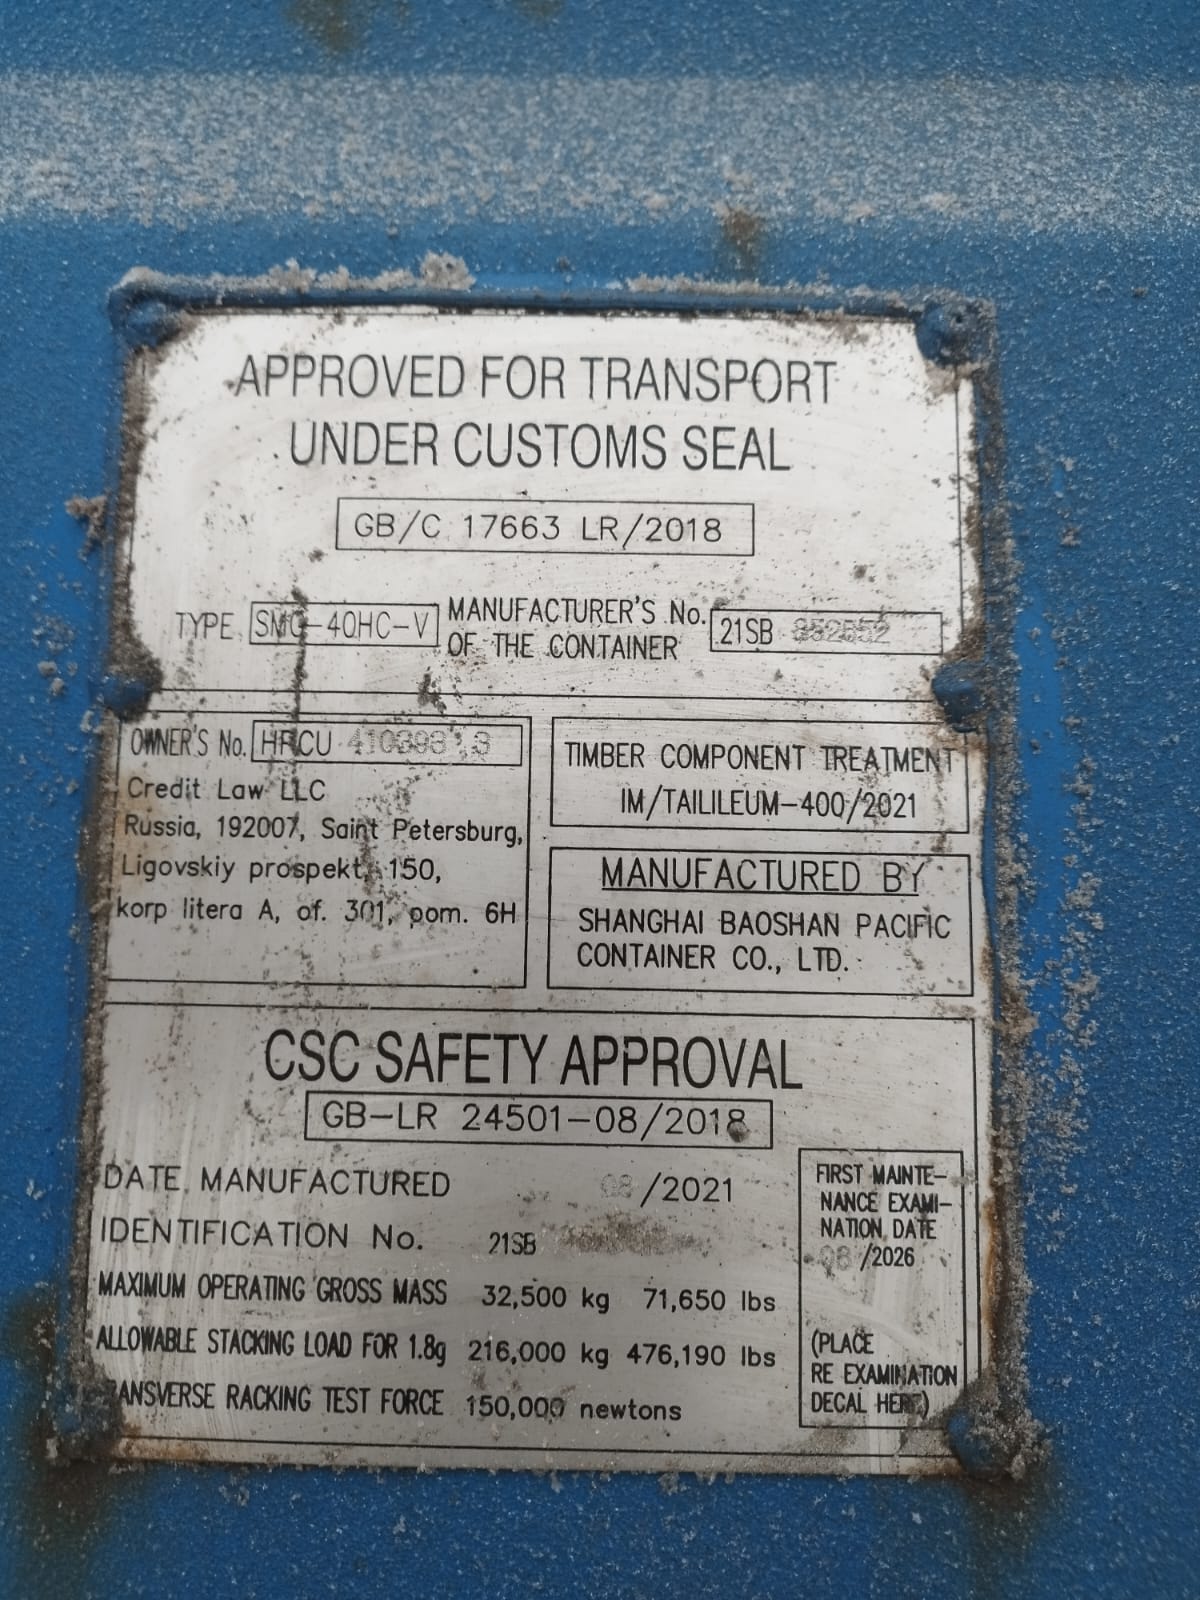 APPROVED FOR TRANSPORT
UNDER CUSTOMS SEAL
GB/C 17663 LR/2018
TYPE SMC-40HC-V MANUFACTURER'S No.
OF THE CONTAINER 21SB
OWNER'S No. HRCU
Credit Law LLC
Russia, 192007, Saint Petersburg,
Ligovskiy prospekt, 150,
korp litera A, of. 301, pom. 6H
TIMBER COMPONENT TREATMENT
IM/TAILILEUM-400/2021
MANUFACTURED BY
SHANGHAI BAOSHAN PACIFIC
CONTAINER CO., LTD.
CSC SAFETY APPROVAL
GB-LR 24501-08/2018
DATE MANUFACTURED 08/2021
IDENTIFICATION No. 21SB
MAXIMUM OPERATING GROSS MASS 32,500 kg 71,650 lbs
ALLOWABLE STACKING LOAD FOR 1.8g 216,000 kg 476,190 lbs
TRANSVERSE RACKING TEST FORCE 150,000 newtons
FIRST MAINTE-
NANCE EXAMI-
NATION DATE
08/2026
(PLACE
RE EXAMINATION
DECAL HERE)